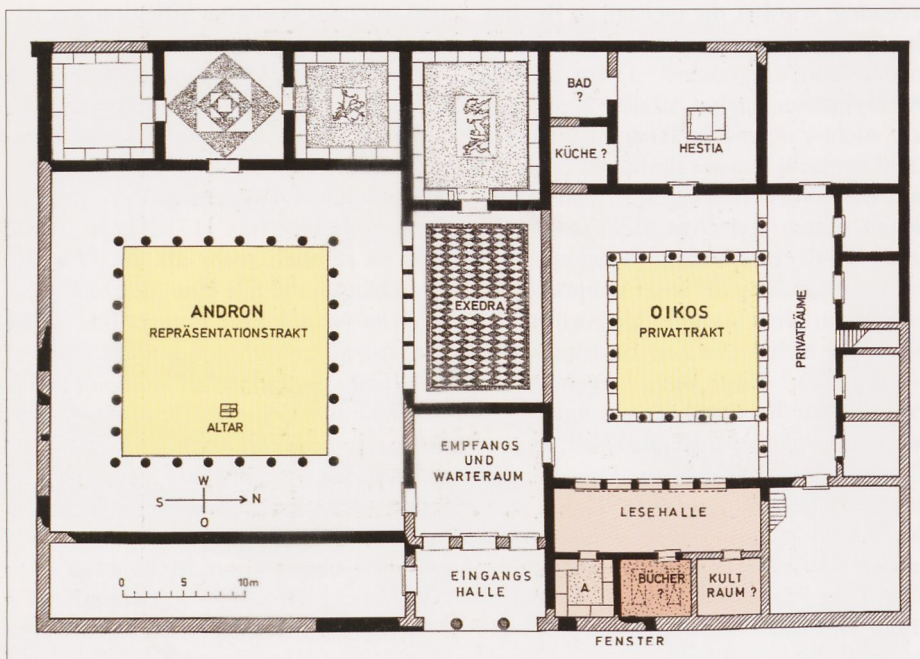 BAD
?
KÜCHE ?
HESTIA
ANDRON
REPRÄSENTATIONSTRAKT
ALTAR
EXEDRA
OIKOS
PRIVATTRAKT
PRIVATRÄUME
W
S N
O
EMPFANGS
UND
WARTERAUM
LESEHALLE
0 5 10m
EINGANGS
HALLE
A
BÜCHER
?
KULT
RAUM ?
FENSTER